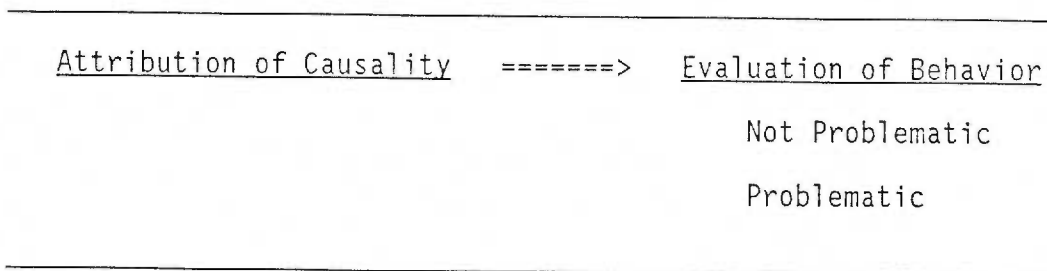 Attribution of Causality =======> Evaluation of Behavior
Not Problematic
Problematic